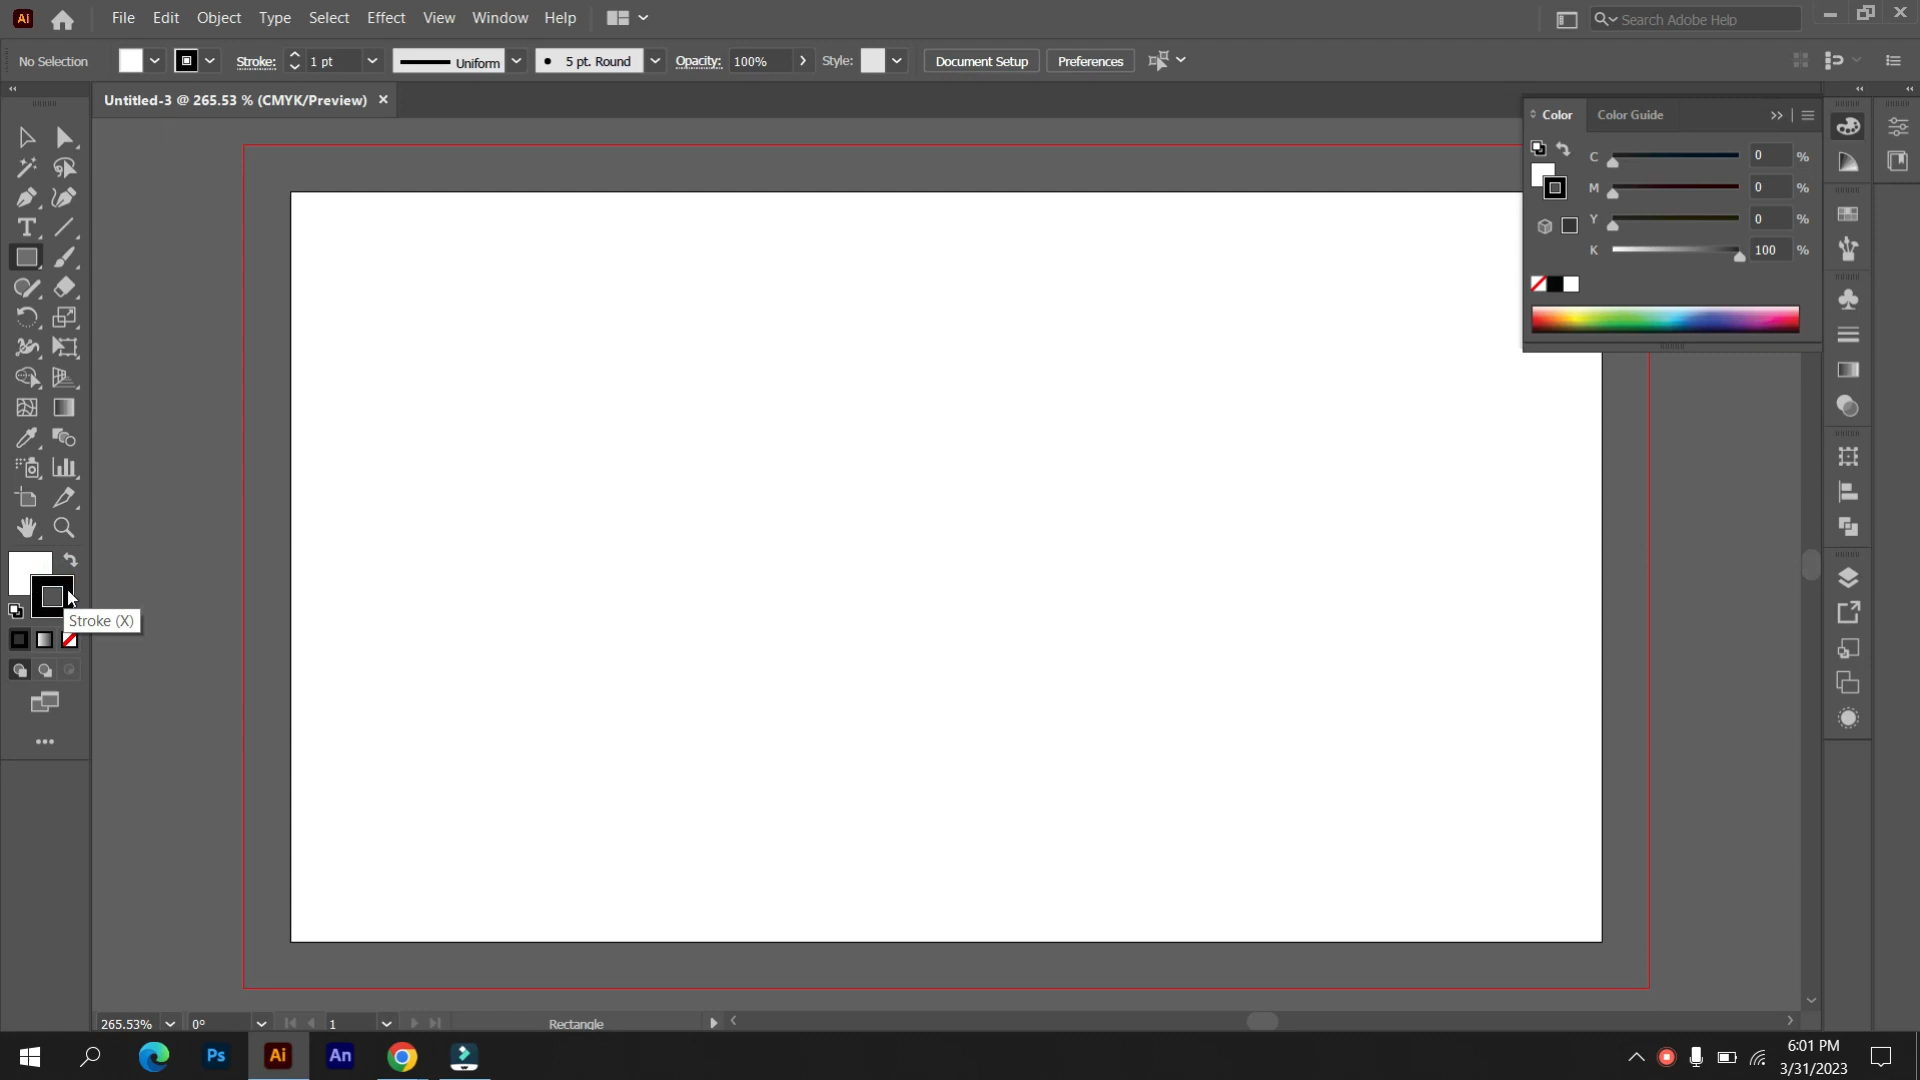 Ai File Edit Object Type Select Effect View Window Help Search Adobe Help
No Selection Stroke: 1 pt Uniform 5 pt. Round Opacity: 100% Style: Document Setup Preferences
Untitled-3 @ 265.53 % (CMYK/Preview)
Color Color Guide
C 0 %
M 0 %
Y 0 %
K 100 %
Stroke (X)
265.53% 0° 1 Rectangle
Ps Ai An
6:01 PM
3/31/2023